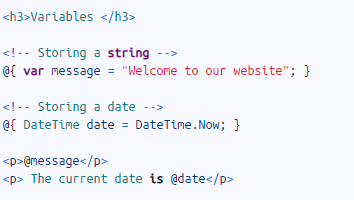 <h3>Variables </h3>
<!-- Storing a string -->
@{ var message = "Welcome to our website"; }
<!-- Storing a date -->
@{ DateTime date = DateTime.Now; }
<p>@message</p>
<p> The current date is @date</p>